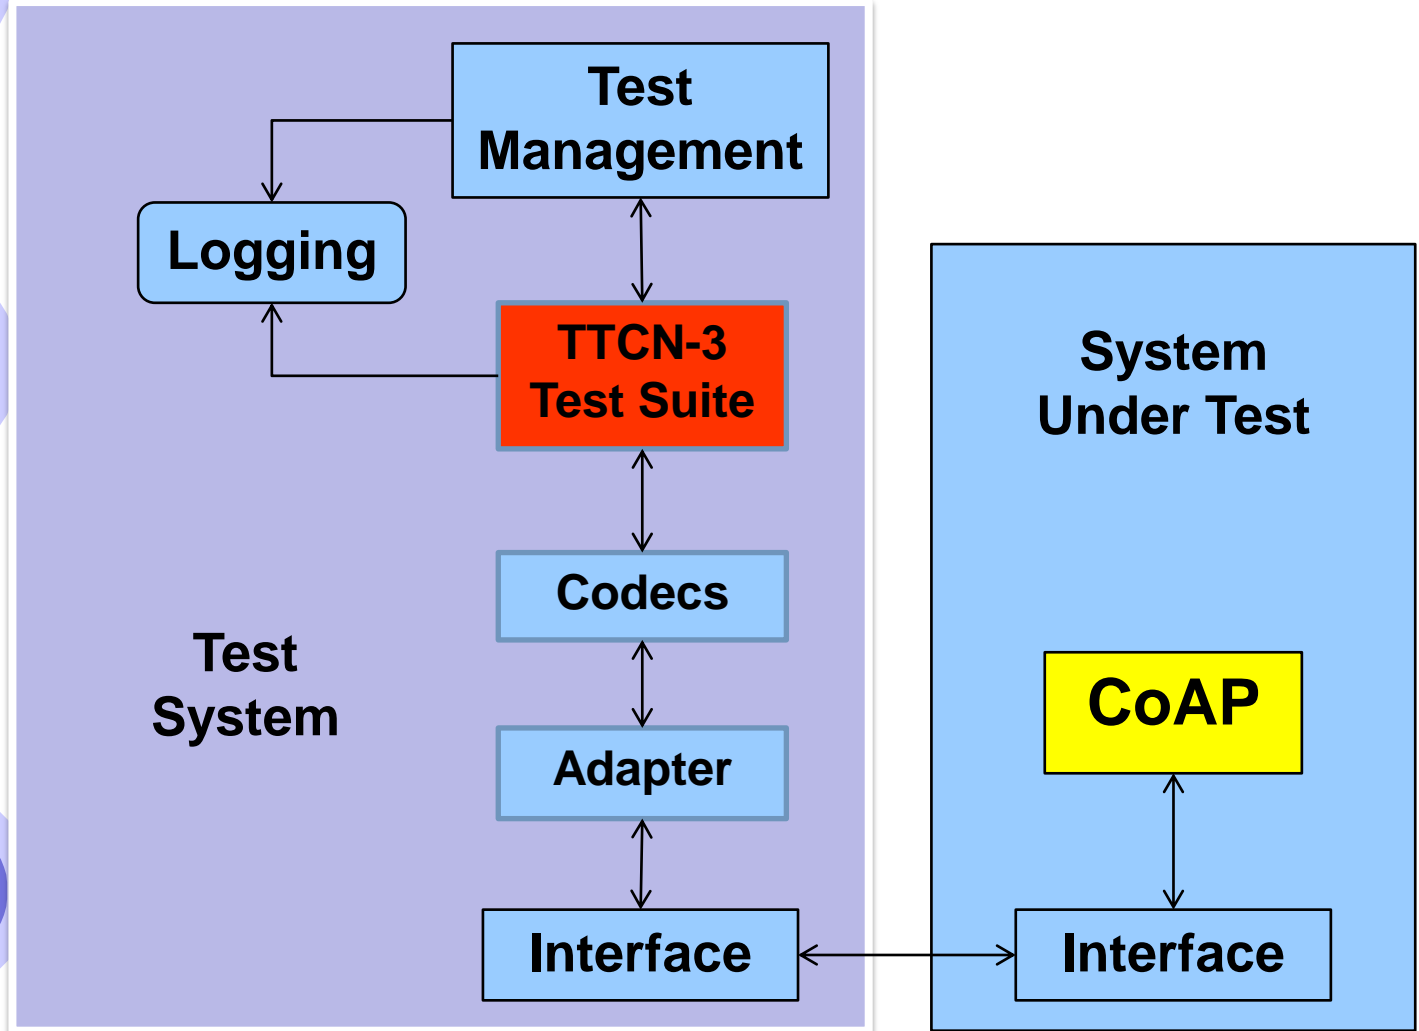 Test
Management
Logging
TTCN-3
Test Suite
Codecs
Test
System
Adapter
Interface
System
Under Test
CoAP
Interface